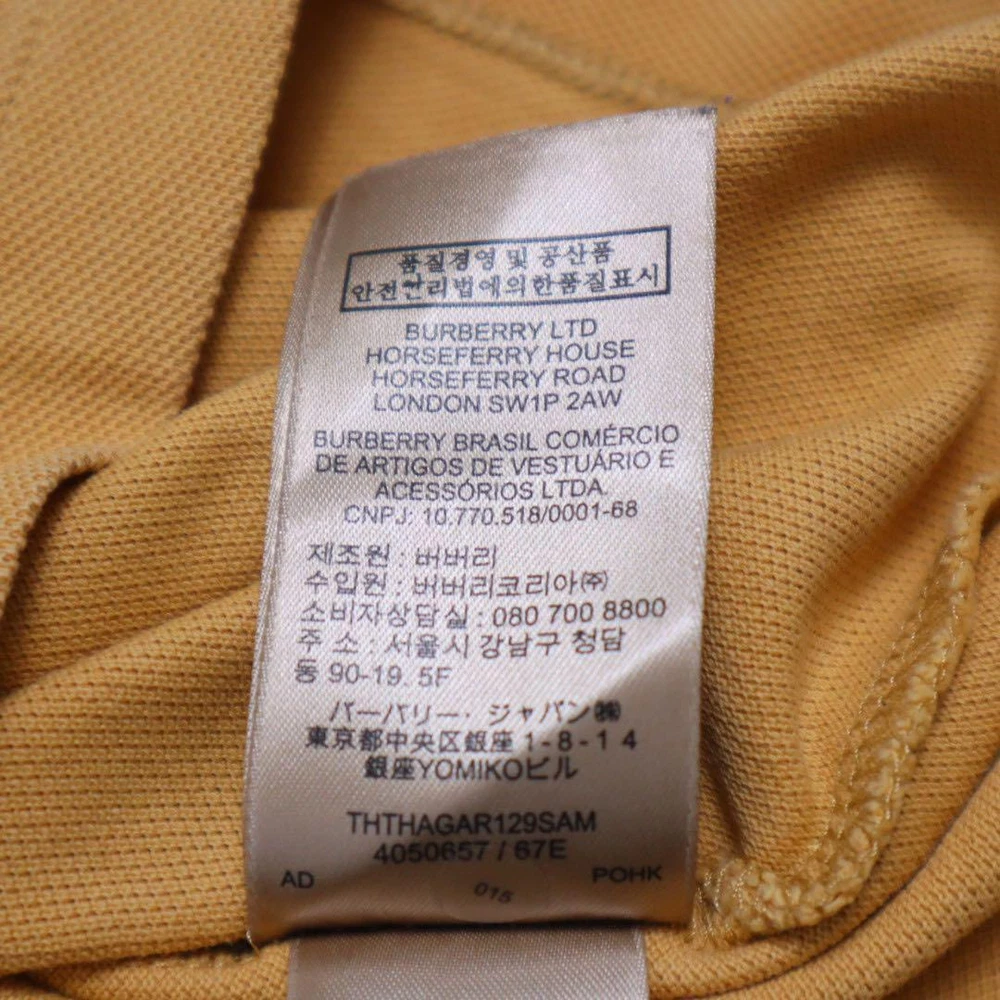 품질경영 및 공산품
안전관리법에의한품질표시
BURBERRY LTD
HORSEFERRY HOUSE
HORSEFERRY ROAD
LONDON SW1P 2AW
BURBERRY BRASIL COMÉRCIO
DE ARTIGOS DE VESTUÁRIO E
ACESSÓRIOS LTDA.
CNPJ: 10.770.518/0001-68
제조원 : 버버리
수입원 : 버버리코리아㈜
소비자상담실 : 080 700 8800
주 소 : 서울시 강남구 청담
동 90-19. 5F
バーバリー・ジャパン㈱
東京都中央区銀座 1-8-14
銀座YOMIKOビル
THTHAGAR129SAM
4050657 / 67E
AD
POHK
015